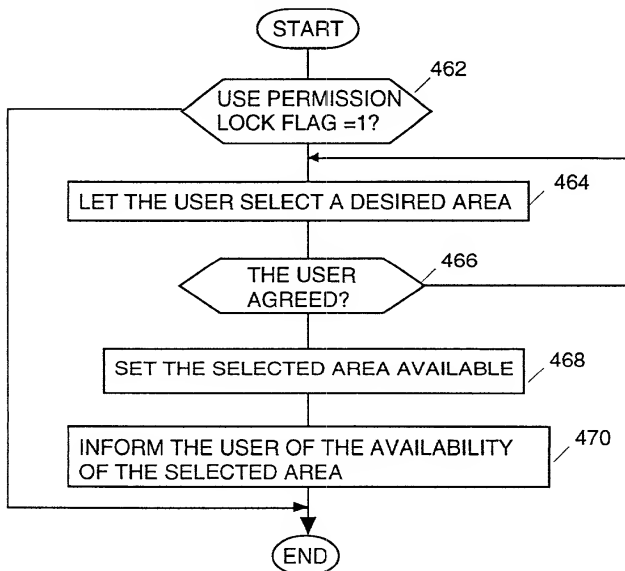 START
462
USE PERMISSION
LOCK FLAG =1?
LET THE USER SELECT A DESIRED AREA
464
THE USER
AGREED?
466
SET THE SELECTED AREA AVAILABLE
468
INFORM THE USER OF THE AVAILABILITY
OF THE SELECTED AREA
470
END